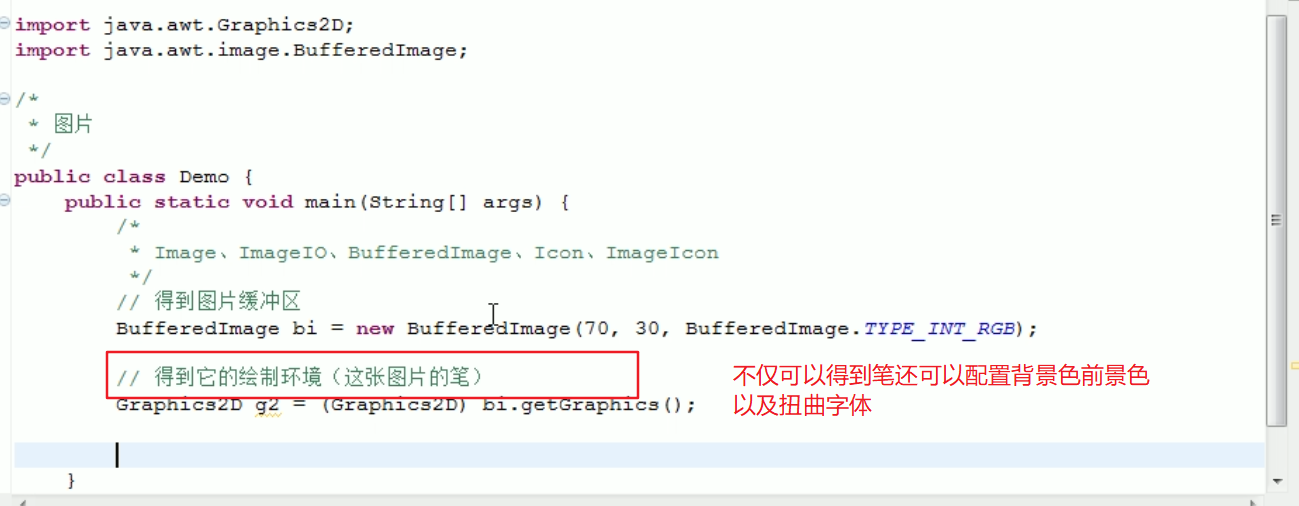 import java.awt.Graphics2D;
import java.awt.image.BufferedImage;
/*
* 图片
*/
public class Demo {
public static void main(String[] args) {
/*
* Image、ImageIO、BufferedImage、Icon、ImageIcon
*/
// 得到图片缓冲区
BufferedImage bi = new BufferedImage(70, 30, BufferedImage.TYPE_INT_RGB);
// 得到它的绘制环境（这张图片的笔）
Graphics2D g2 = (Graphics2D) bi.getGraphics();
不仅可以得到笔还可以配置背景色前景色
以及扭曲字体
}